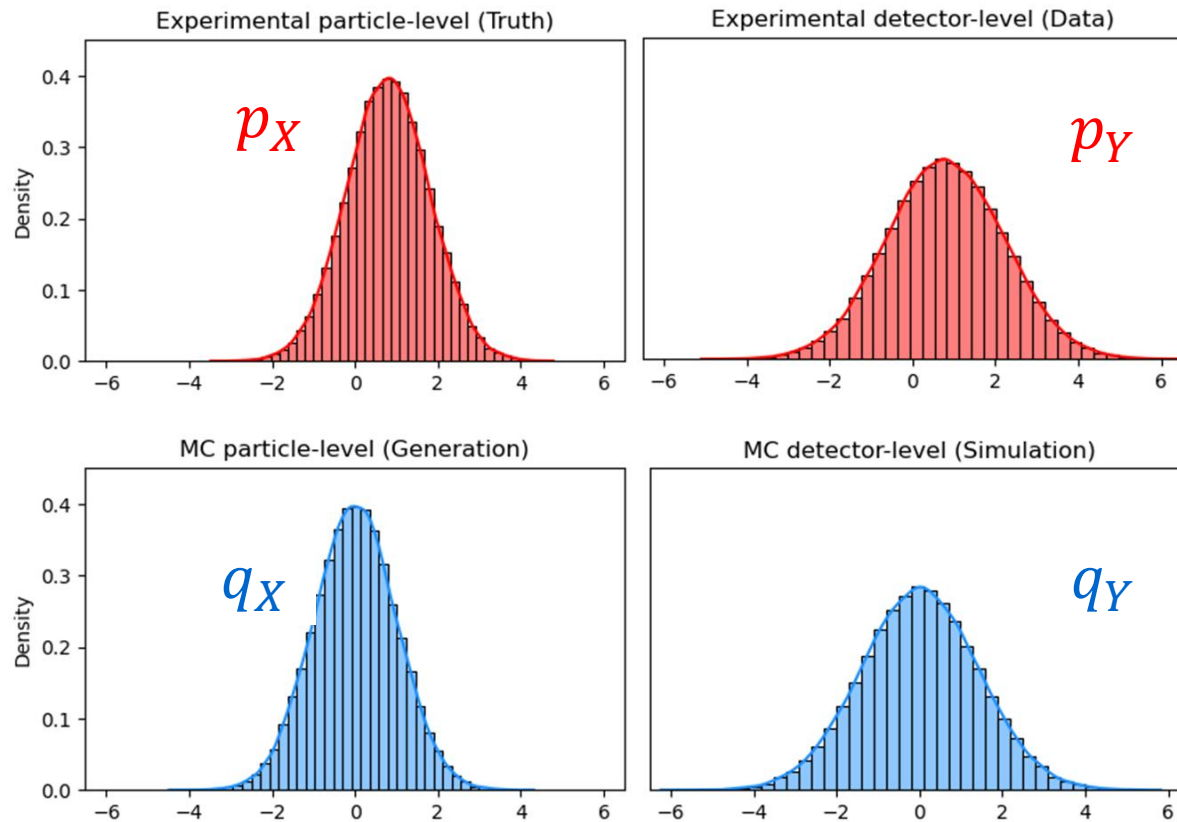 Experimental particle-level (Truth)
Experimental detector-level (Data)
Density
0.4
0.3
0.2
0.1
0.0
p_X
p_Y
−6 −4 −2 0 2 4 6
−6 −4 −2 0 2 4 6
MC particle-level (Generation)
MC detector-level (Simulation)
Density
0.4
0.3
0.2
0.1
0.0
q_X
q_Y
−6 −4 −2 0 2 4 6
−6 −4 −2 0 2 4 6